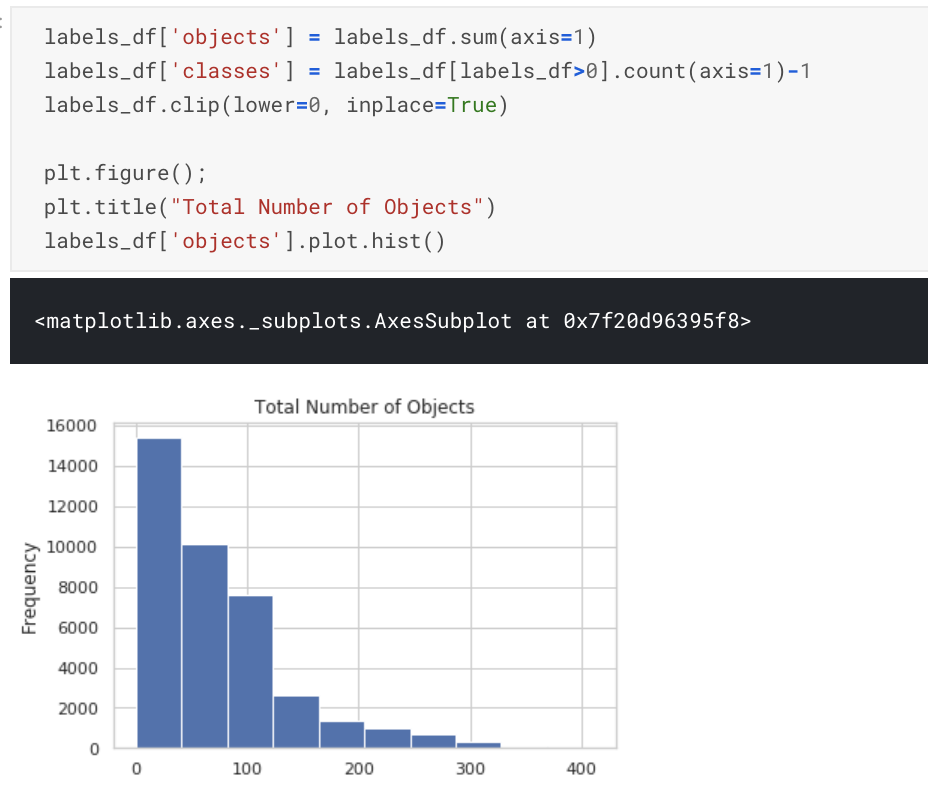 labels_df['objects'] = labels_df.sum(axis=1)
labels_df['classes'] = labels_df[labels_df>0].count(axis=1)-1
labels_df.clip(lower=0, inplace=True)
plt.figure();
plt.title("Total Number of Objects")
labels_df['objects'].plot.hist()
<matplotlib.axes._subplots.AxesSubplot at 0x7f20d96395f8>
Total Number of Objects
16000
14000
12000
10000
8000
6000
4000
2000
0
Frequency
0 100 200 300 400